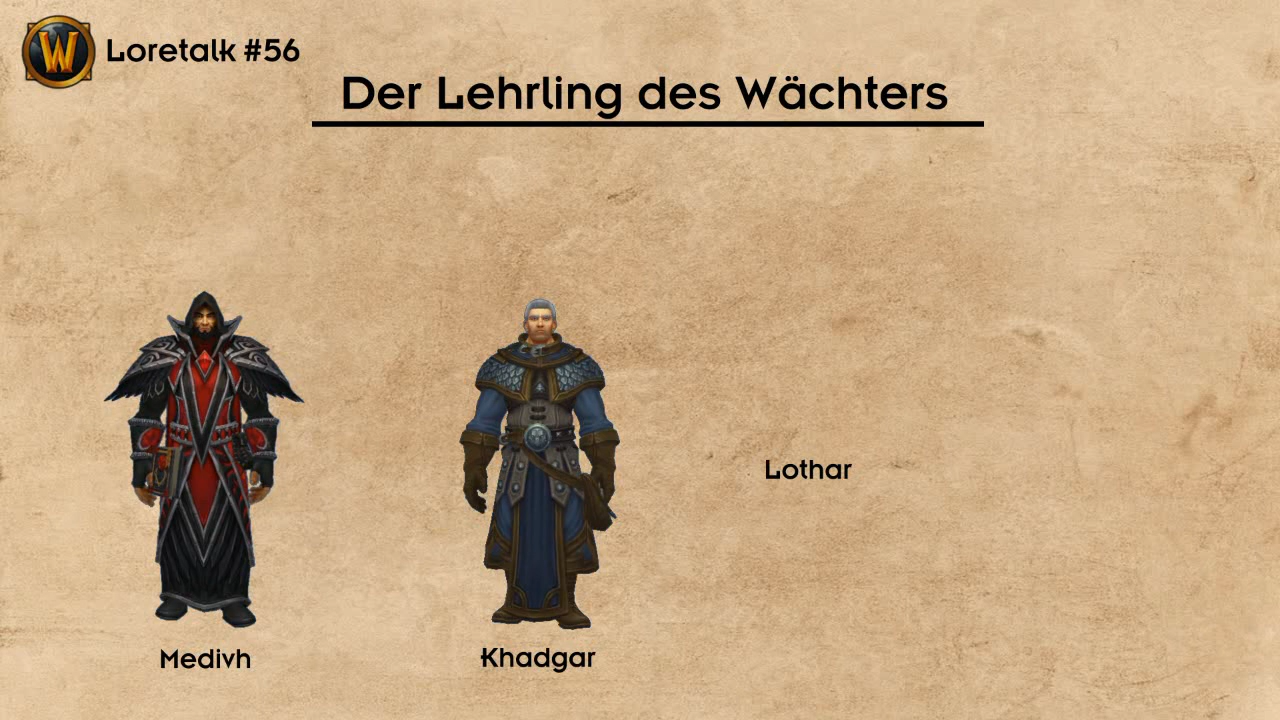 W
Loretalk #56
Der Lehrling des Wächters
Lothar
Medivh
Khadgar